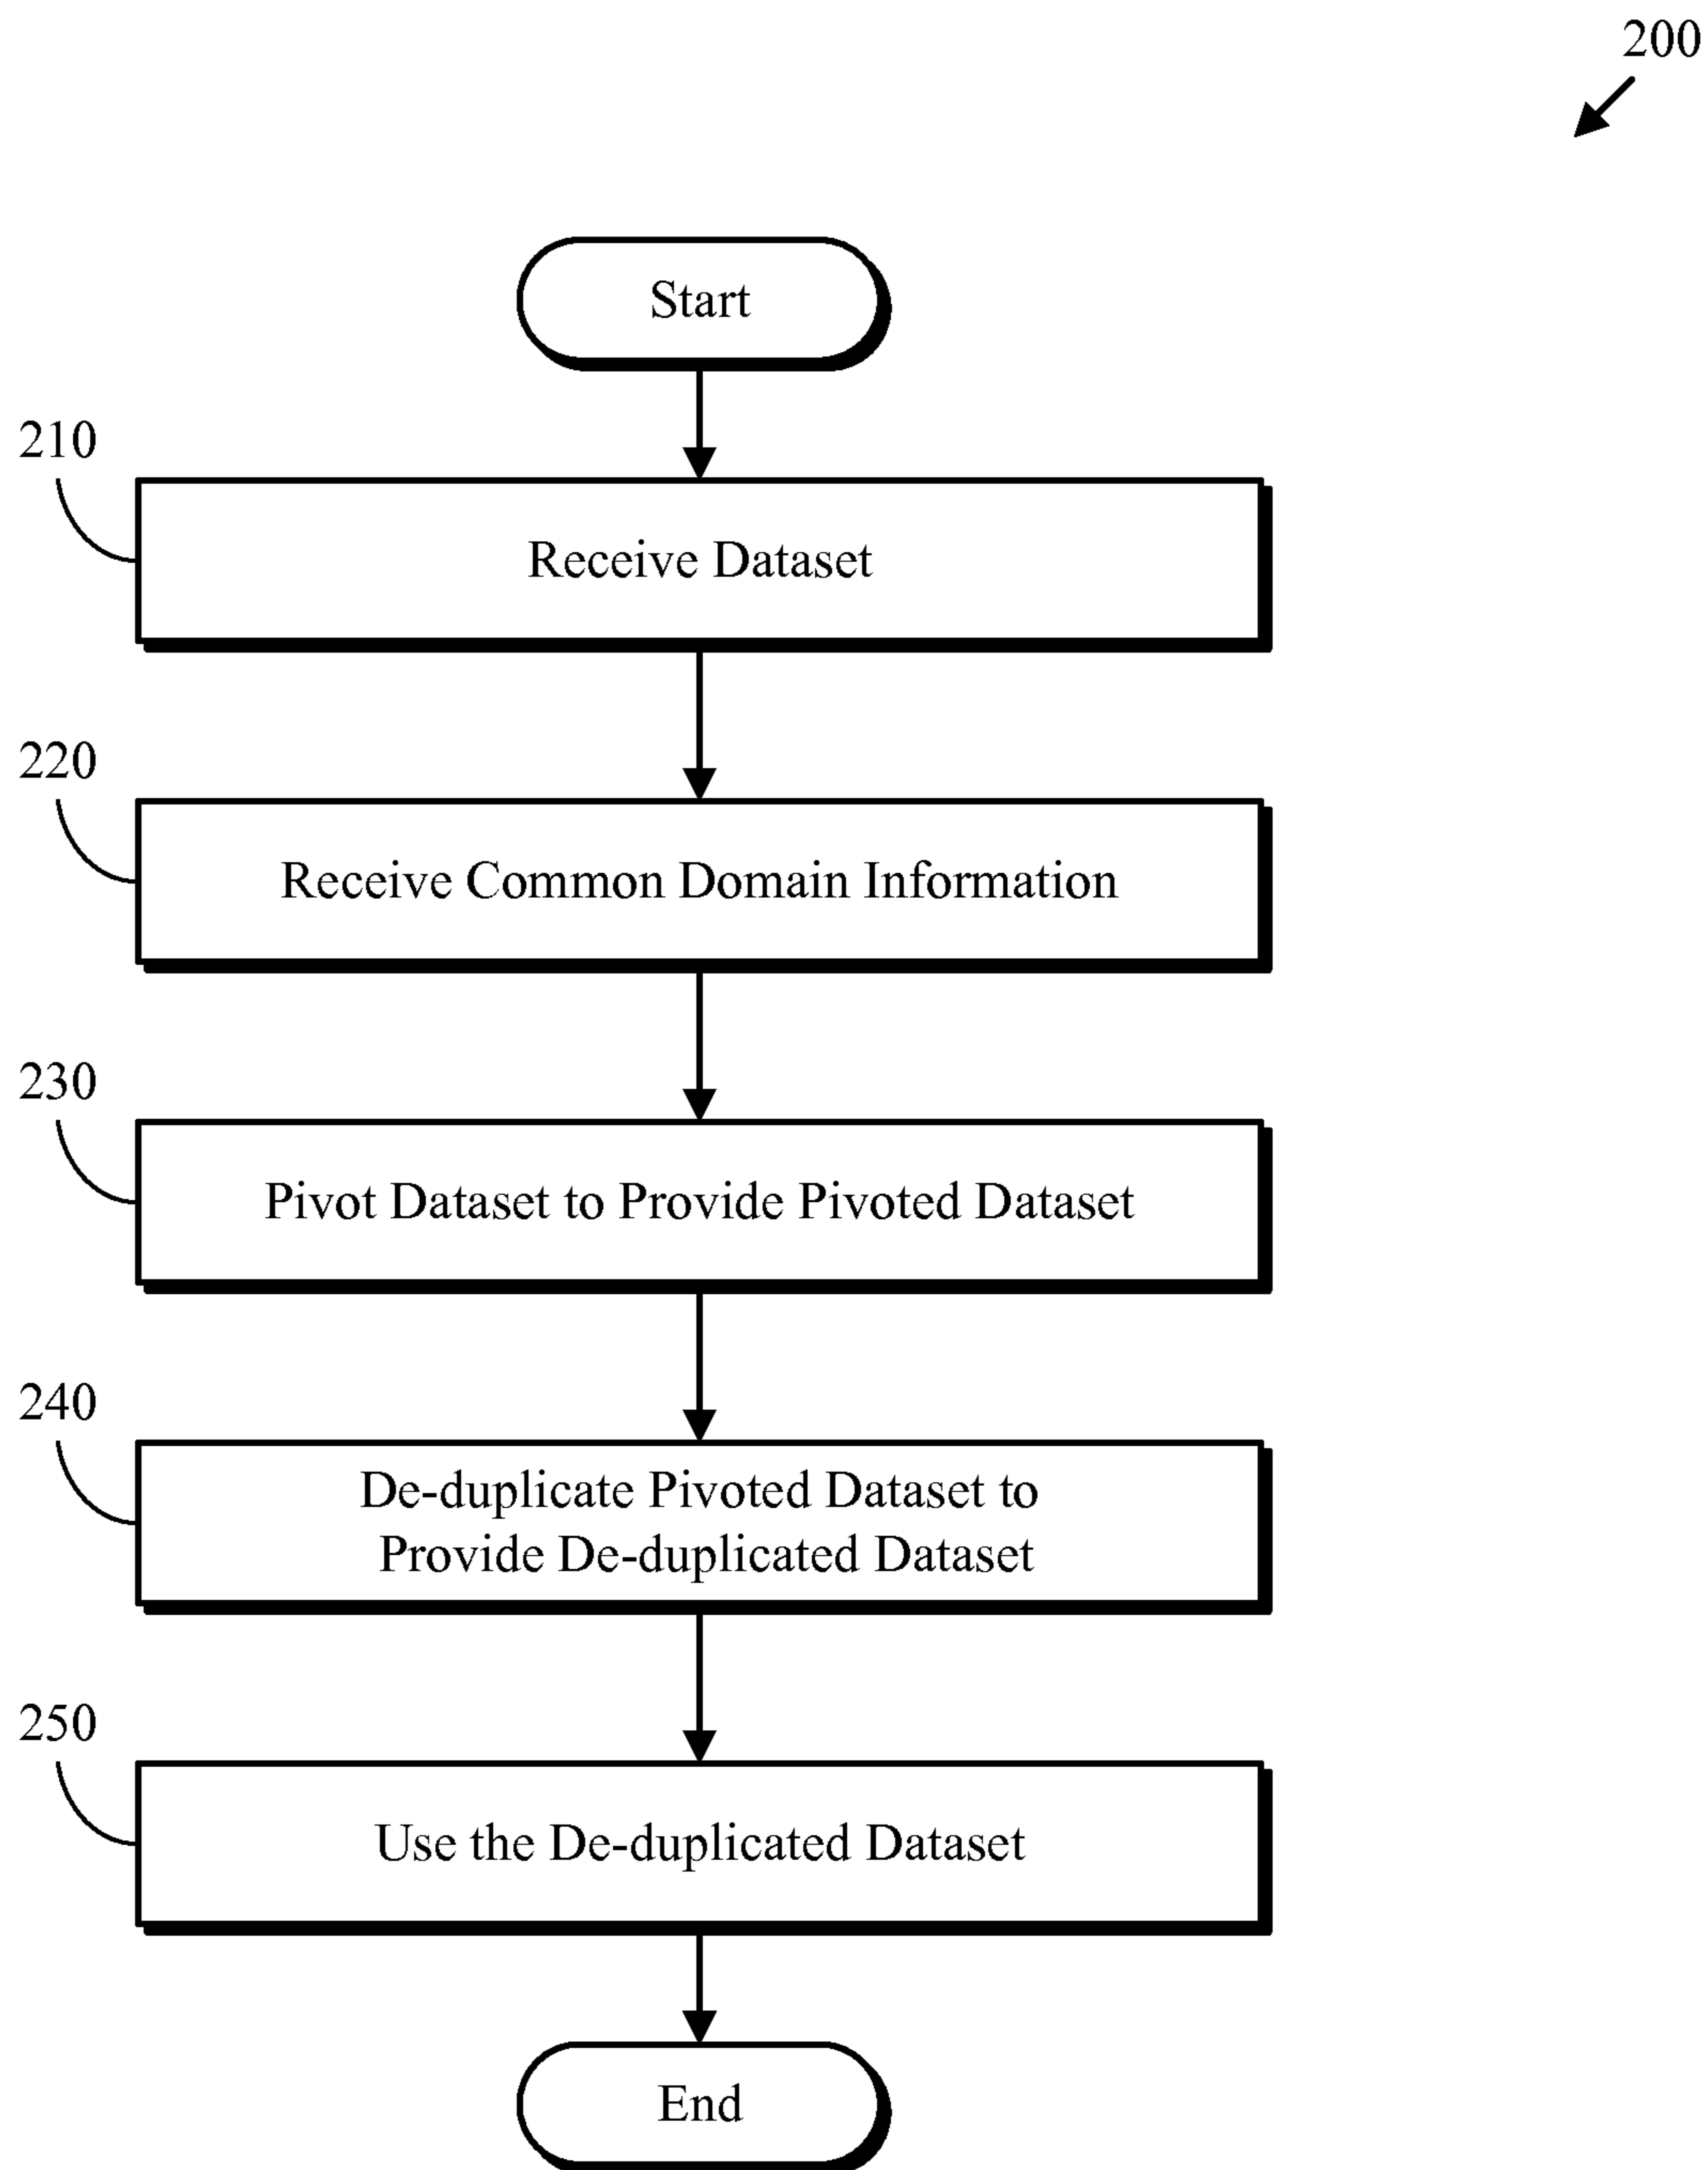 200
Start
210
Receive Dataset
220
Receive Common Domain Information
230
Pivot Dataset to Provide Pivoted Dataset
240
De-duplicate Pivoted Dataset to
Provide De-duplicated Dataset
250
Use the De-duplicated Dataset
End